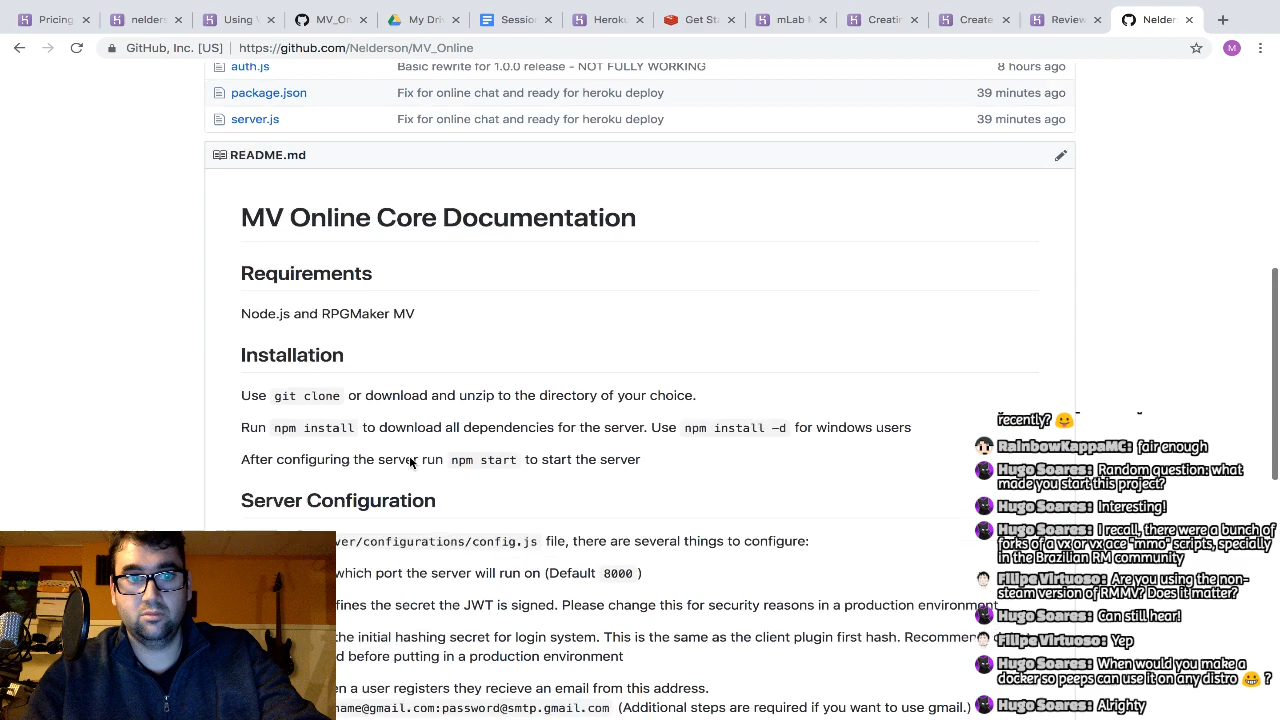 Pricing
nelders
Using
MV_On
My Driv
Session
Heroku
Get Sta
mLab M
Creatin
Create
Review
Nelder
GitHub, Inc. [US] https://github.com/Nelderson/MV_Online
M
auth.js Basic rewrite for 1.0.0 release - NOT FULLY WORKING 8 hours ago
package.json Fix for online chat and ready for heroku deploy 39 minutes ago
server.js Fix for online chat and ready for heroku deploy 39 minutes ago
README.md
MV Online Core Documentation
Requirements
Node.js and RPGMaker MV
Installation
Use git clone or download and unzip to the directory of your choice.
Run npm install to download all dependencies for the server. Use npm install -d for windows users
After configuring the server run npm start to start the server
Server Configuration
ver/configurations/config.js file, there are several things to configure:
which port the server will run on (Default 8000 )
fines the secret the JWT is signed. Please change this for security reasons in a production environment
the initial hashing secret for login system. This is the same as the client plugin first hash. Recommen
d before putting in a production environment
n a user registers they recieve an email from this address.
name@gmail.com:password@smtp.gmail.com (Additional steps are required if you want to use gmail.)
recently?
RainbowKappaMC: fair enough
Hugo Soares: Random question: what
made you start this project?
Hugo Soares: Interesting!
Hugo Soares: I recall, there were a bunch of
forks of a vx or vx ace "mmo" scripts, specially
in the Brazilian RM community
Filipe Virtuoso: Are you using the non-
steam version of RMMV? Does it matter?
Hugo Soares: Can still hear!
Filipe Virtuoso: Yep
Hugo Soares: When would you make a
docker so peeps can use it on any distro 😀 ?
Hugo Soares: Alrighty